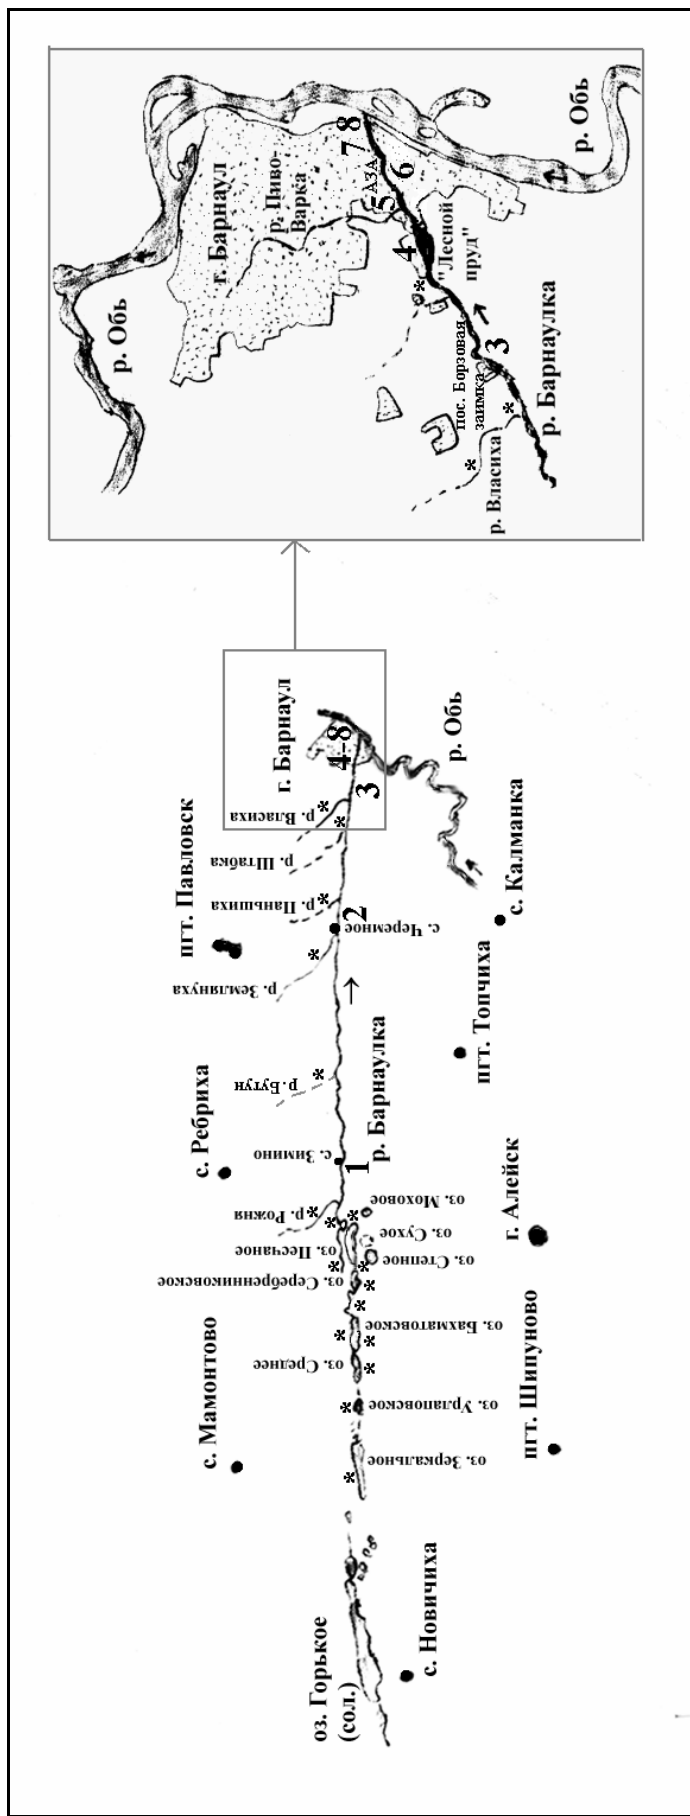 р. Обь
г. Барнаул
р. Пиво-
Варка
р. Обь
7 8
АЗА
5
6
4
"Лесной
пруд"
*
3
пос. Борзовая
заимка
*
*
р. Власиха
р. Барнаулка
г. Барнаул
4-8
3
р. Обь
р. Власиха
*
*
р. Штабка
пгт. Павловск
р. Паньшиха
*
2
с. Черемное
с. Калманка
р. Землянуха
*
пгт. Топчиха
р. Бутун
*
р. Барнаулка
с. Ребриха
с. Зимино
1
г. Алейск
р. Рожня
*
*
*
оз. Моховое
оз. Песчаное
оз. Сухое
*
*
оз. Степное
оз. Серебренниковское
*
*
оз. Бахматовское
*
*
оз. Среднее
*
с. Мамонтово
оз. Урлаповское
*
пгт. Шипуново
оз. Зеркальное
*
оз. Горькое
(сол.)
с. Новичиха